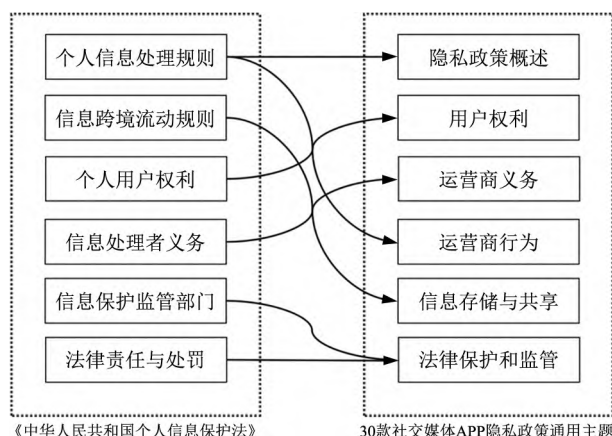 个人信息处理规则
信息跨境流动规则
个人用户权利
信息处理者义务
信息保护监管部门
法律责任与处罚
《中华人民共和国个人信息保护法》
隐私政策概述
用户权利
运营商义务
运营商行为
信息存储与共享
法律保护和监管
30款社交媒体APP隐私政策通用主题